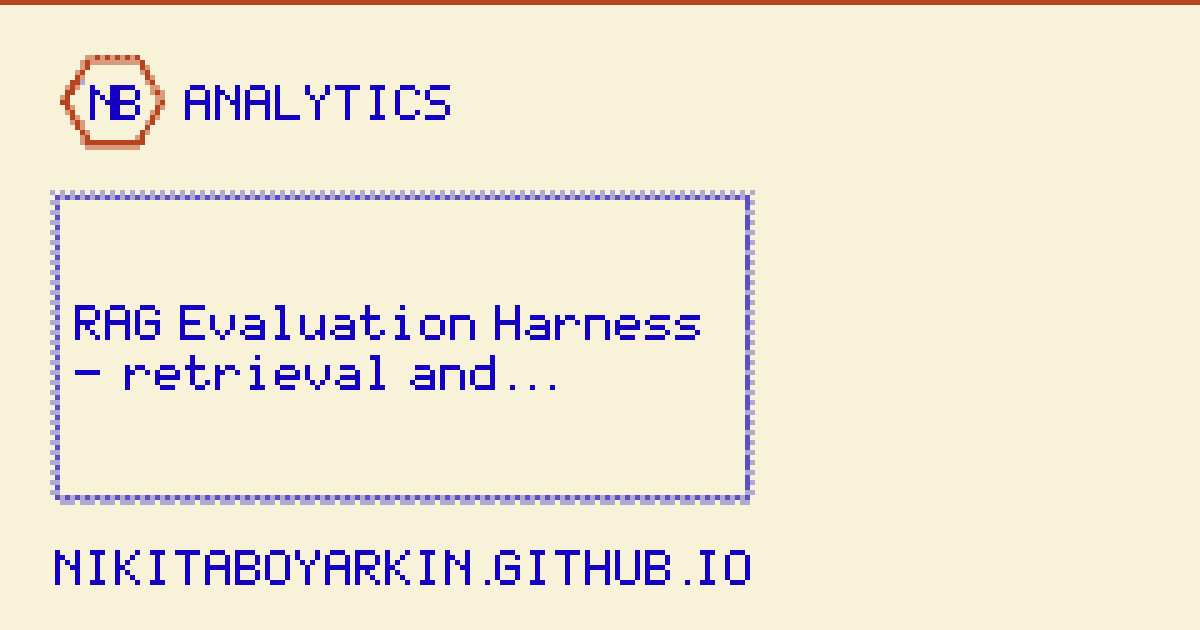 NB ANALYTICS
RAG Evaluation Harness
— retrieval and...
NIKITABOYARKIN.GITHUB.IO